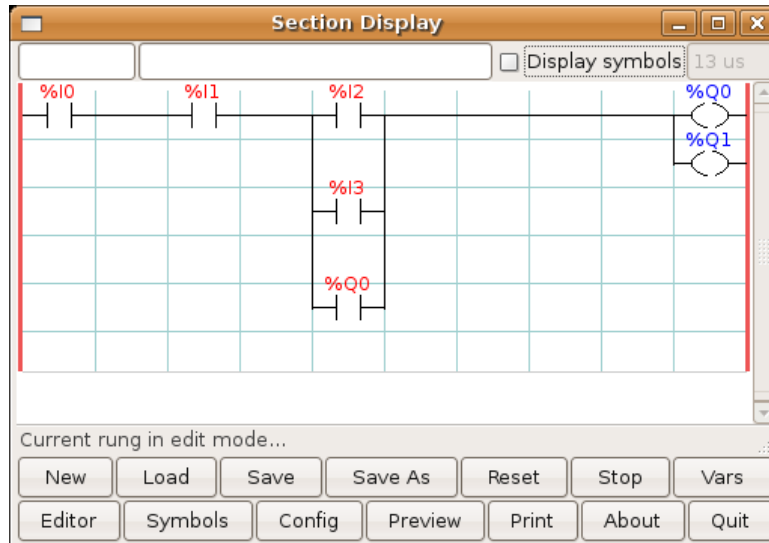 Section Display
Display symbols 13 us
%I0 %I1 %I2 %Q0
%Q1
%I3
%Q0
Current rung in edit mode...
New Load Save Save As Reset Stop Vars
Editor Symbols Config Preview Print About Quit